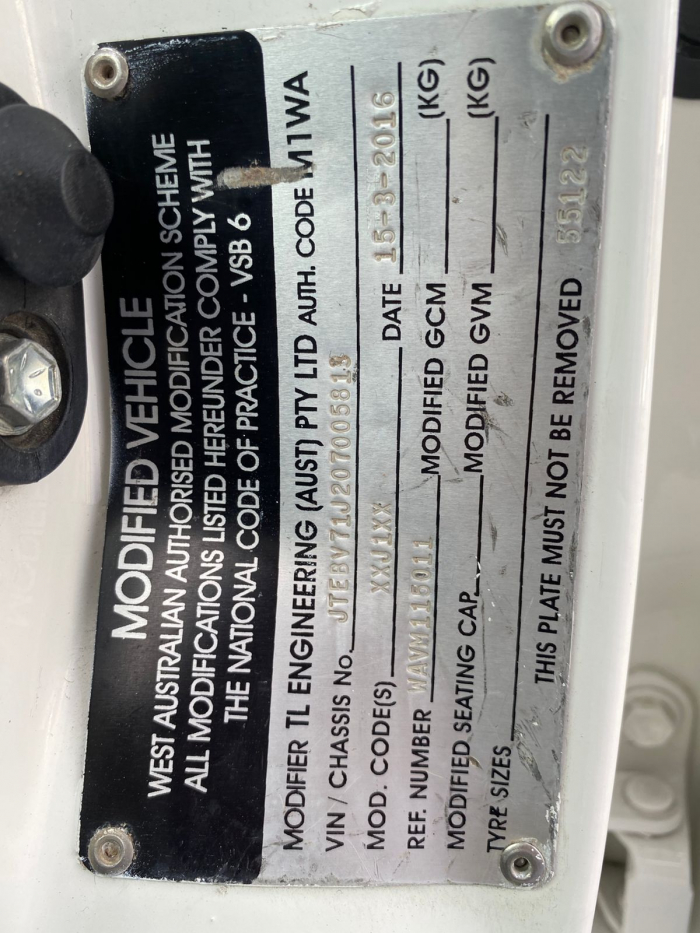 MODIFIED VEHICLE
WEST AUSTRALIAN AUTHORISED MODIFICATION SCHEME
ALL MODIFICATIONS LISTED HEREUNDER COMPLY WITH
THE NATIONAL CODE OF PRACTICE - VSB 6
MODIFIER TL ENGINEERING (AUST) PTY LTD AUTH. CODE M1WA
VIN / CHASSIS No. JTEBV71J207005813
MOD. CODE(S) XXJ1XX DATE 15-3-2016
REF. NUMBER WAVM115011 MODIFIED GCM (KG)
MODIFIED SEATING CAP. MODIFIED GVM (KG)
TYRE SIZES
THIS PLATE MUST NOT BE REMOVED 55122